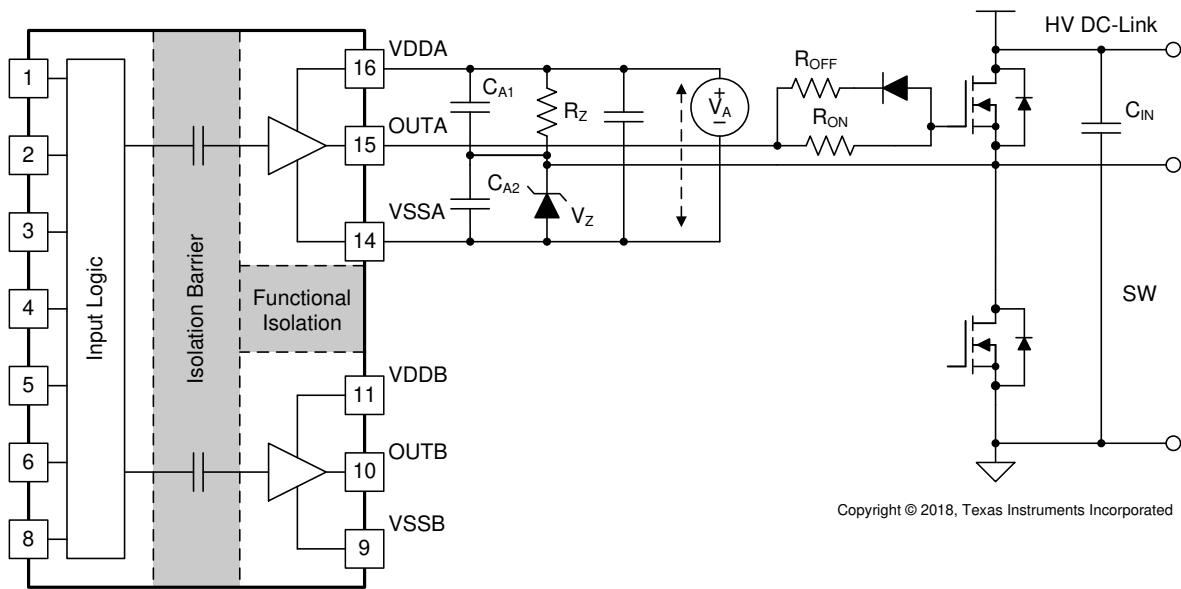 1
2
3
4
5
6
8
Input Logic
Isolation Barrier
Functional
Isolation
16
15
14
11
10
9
VDDA
OUTA
VSSA
VDDB
OUTB
VSSB
CA1
CA2
RZ
VZ
+
VA
−
ROFF
RON
HV DC-Link
CIN
SW
Copyright © 2018, Texas Instruments Incorporated